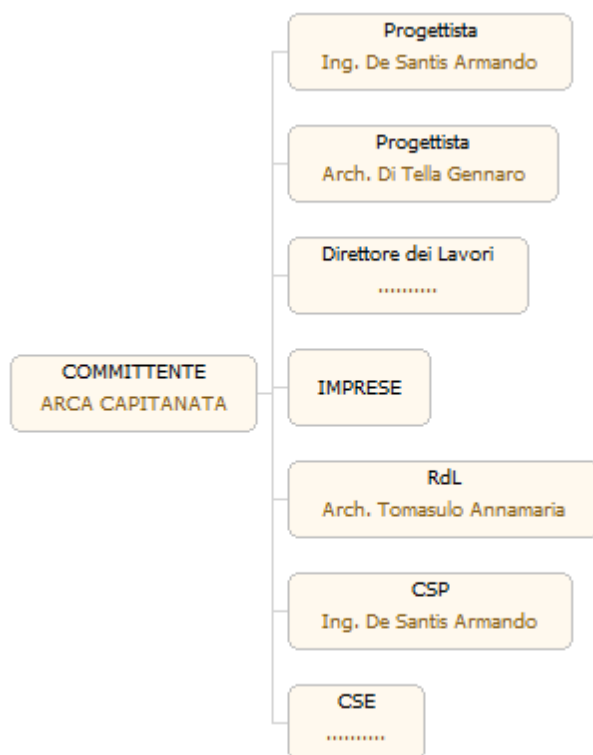 Progettista
Ing. De Santis Armando
Progettista
Arch. Di Tella Gennaro
Direttore dei Lavori
..........
COMMITTENTE
ARCA CAPITANATA
IMPRESE
RdL
Arch. Tomasulo Annamaria
CSP
Ing. De Santis Armando
CSE
..........